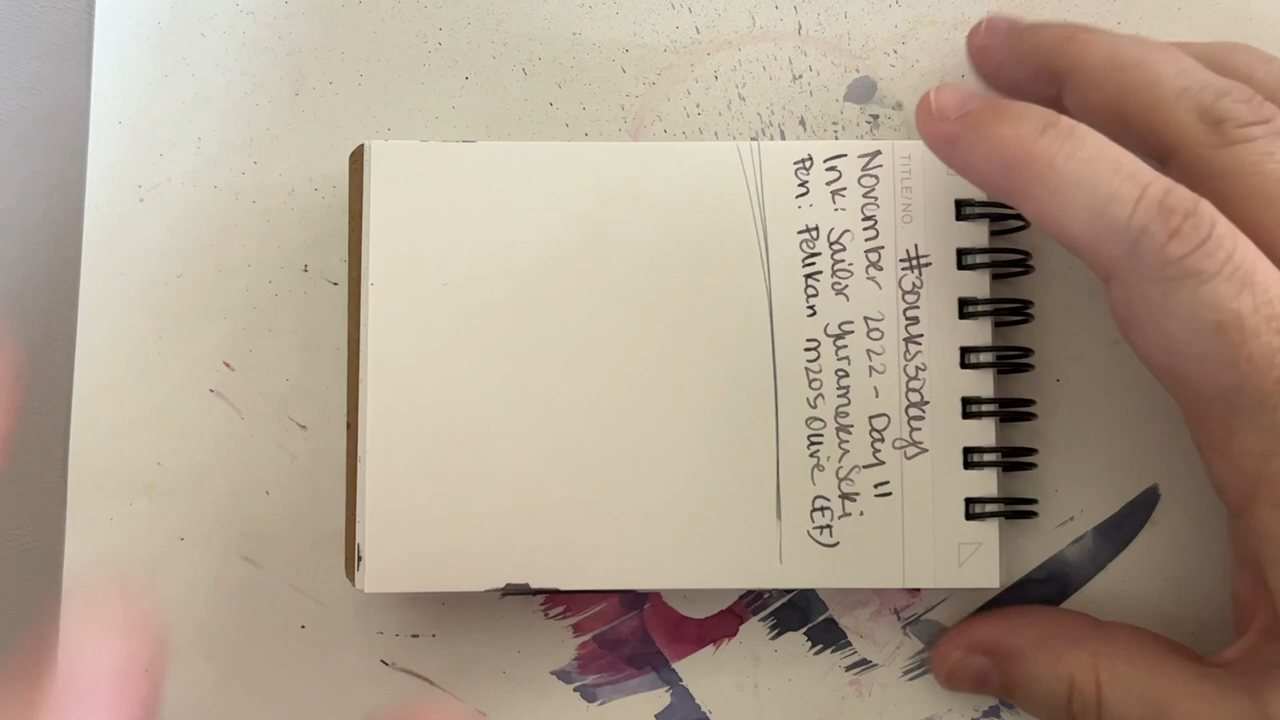 TITLE/NO.
#30inks30days
November 2022 - Day 11
Ink: Sailor Yurameku Seki
Pen: Pelikan M205 Olive (EF)